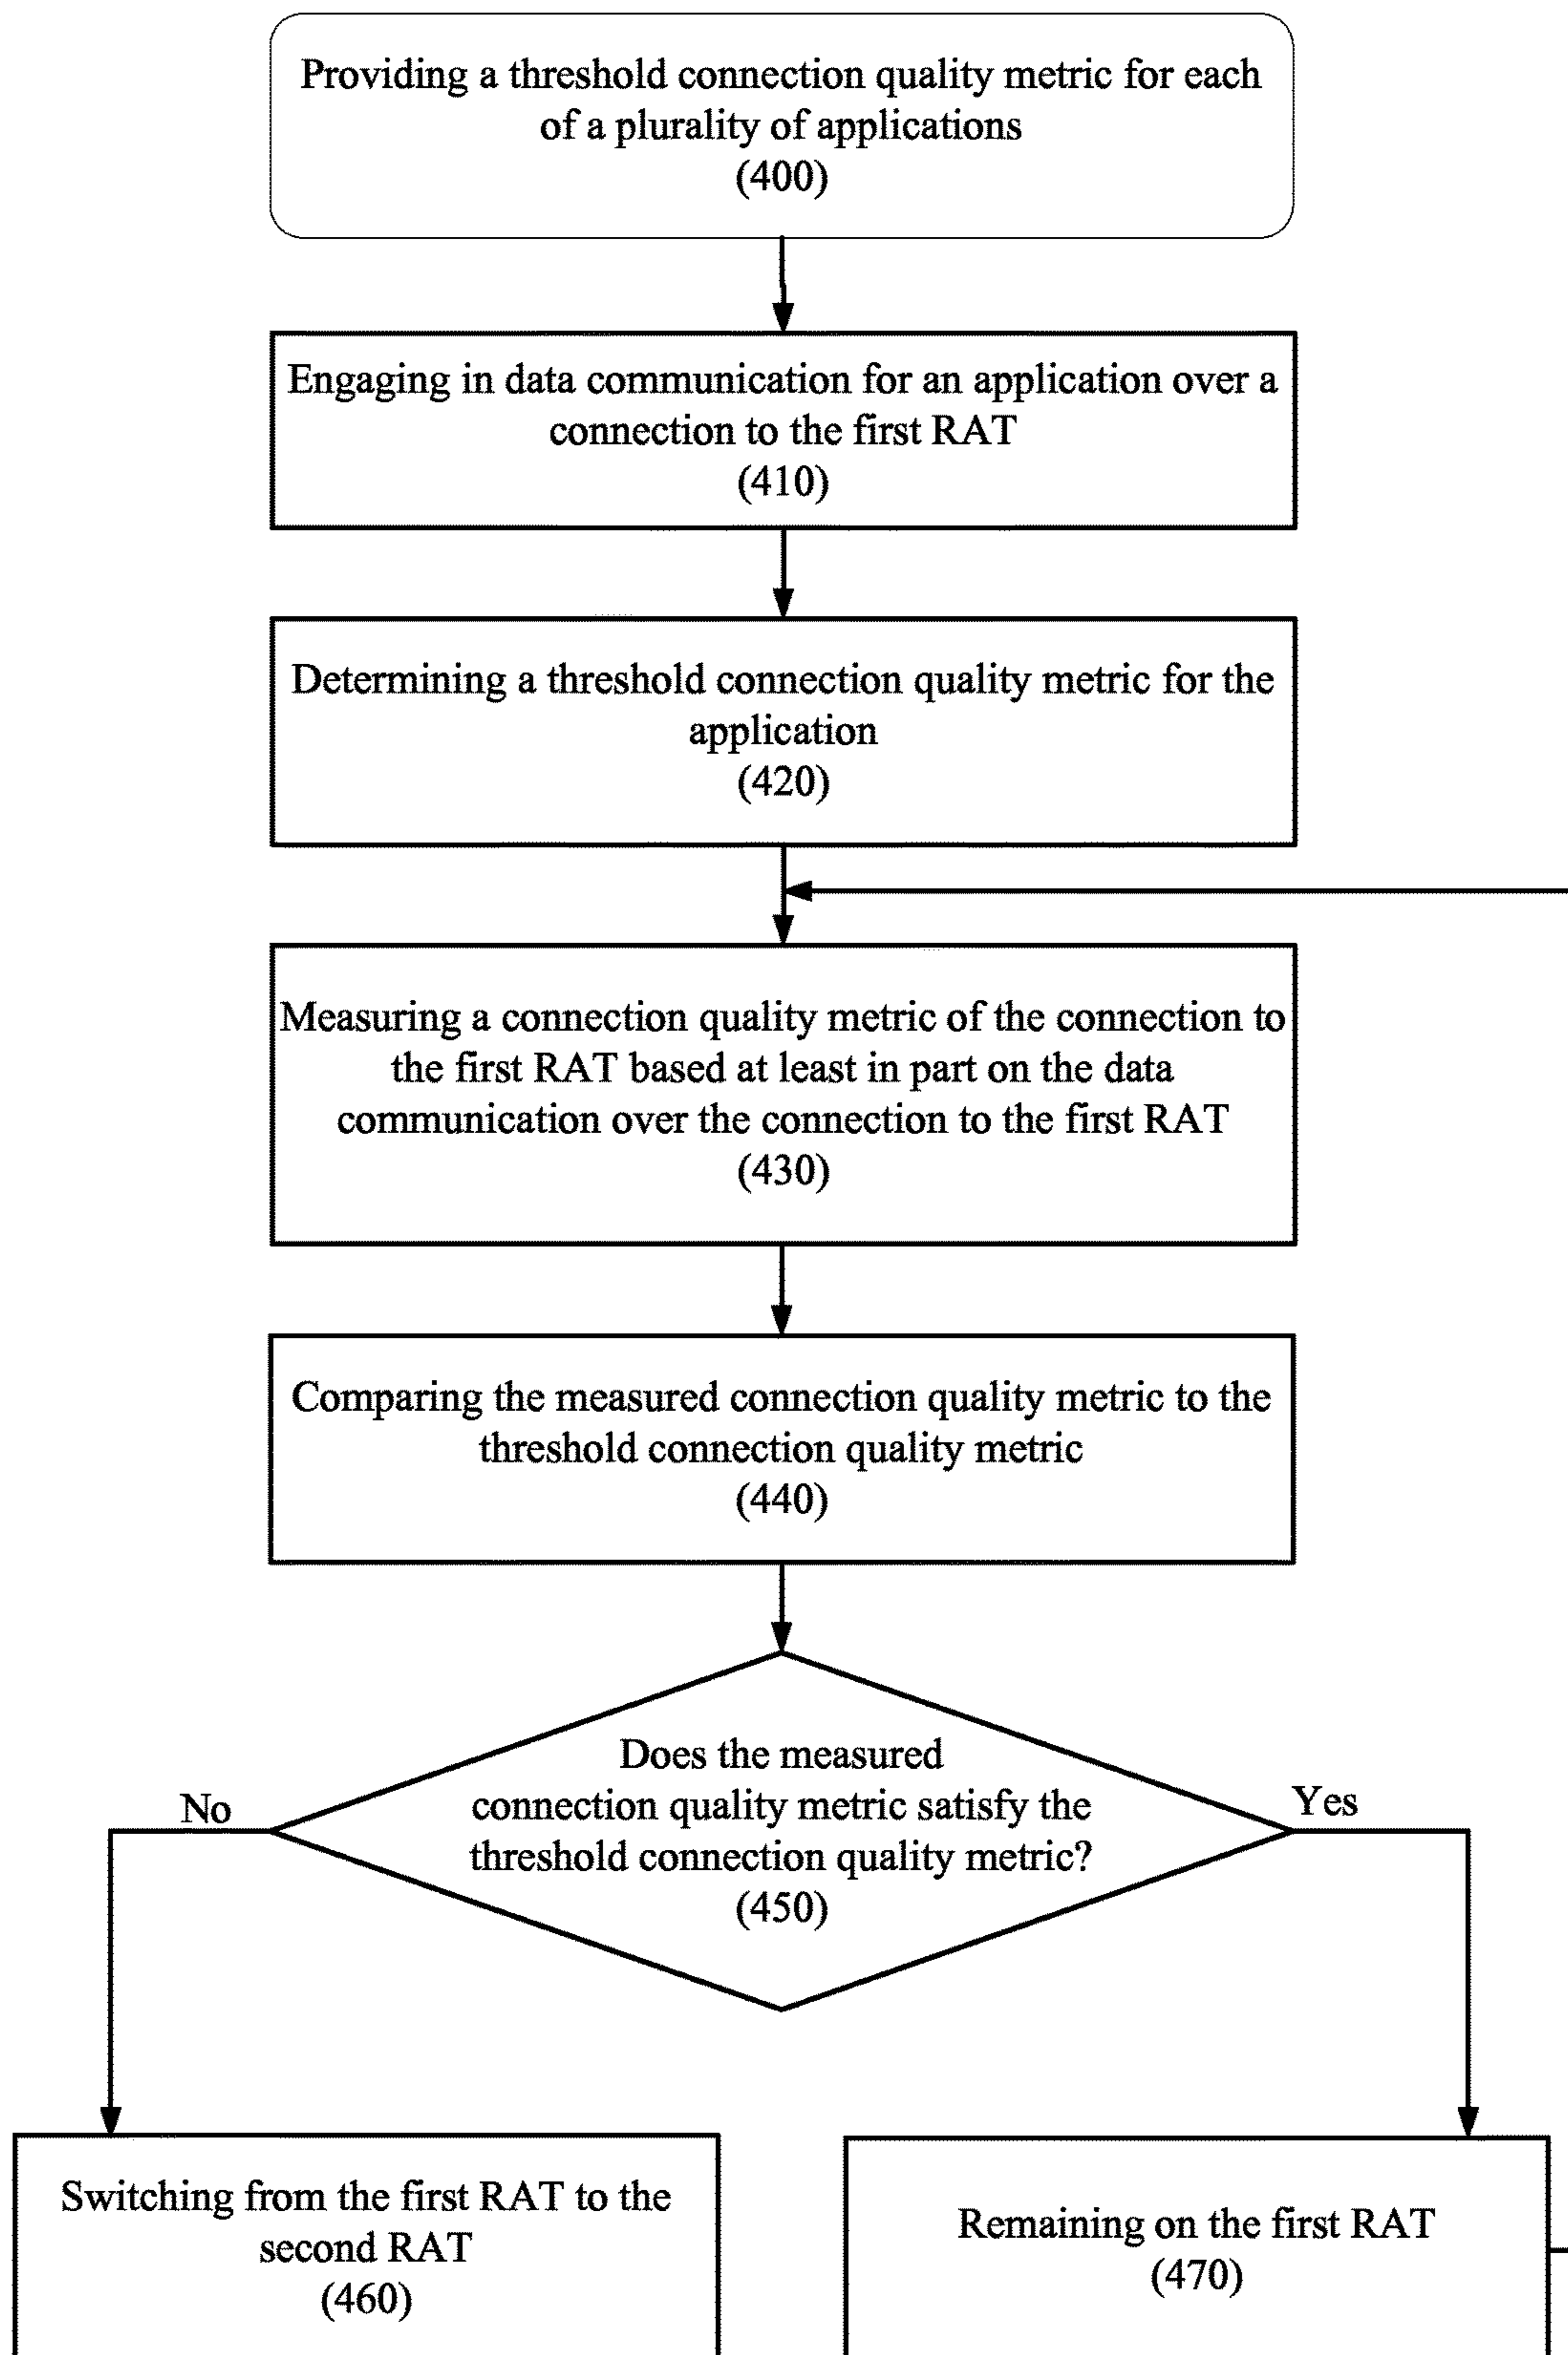 Providing a threshold connection quality metric for each
of a plurality of applications
(400)
Engaging in data communication for an application over a
connection to the first RAT
(410)
Determining a threshold connection quality metric for the
application
(420)
Measuring a connection quality metric of the connection to
the first RAT based at least in part on the data
communication over the connection to the first RAT
(430)
Comparing the measured connection quality metric to the
threshold connection quality metric
(440)
Does the measured
connection quality metric satisfy the
threshold connection quality metric?
(450)
No
Yes
Switching from the first RAT to the
second RAT
(460)
Remaining on the first RAT
(470)